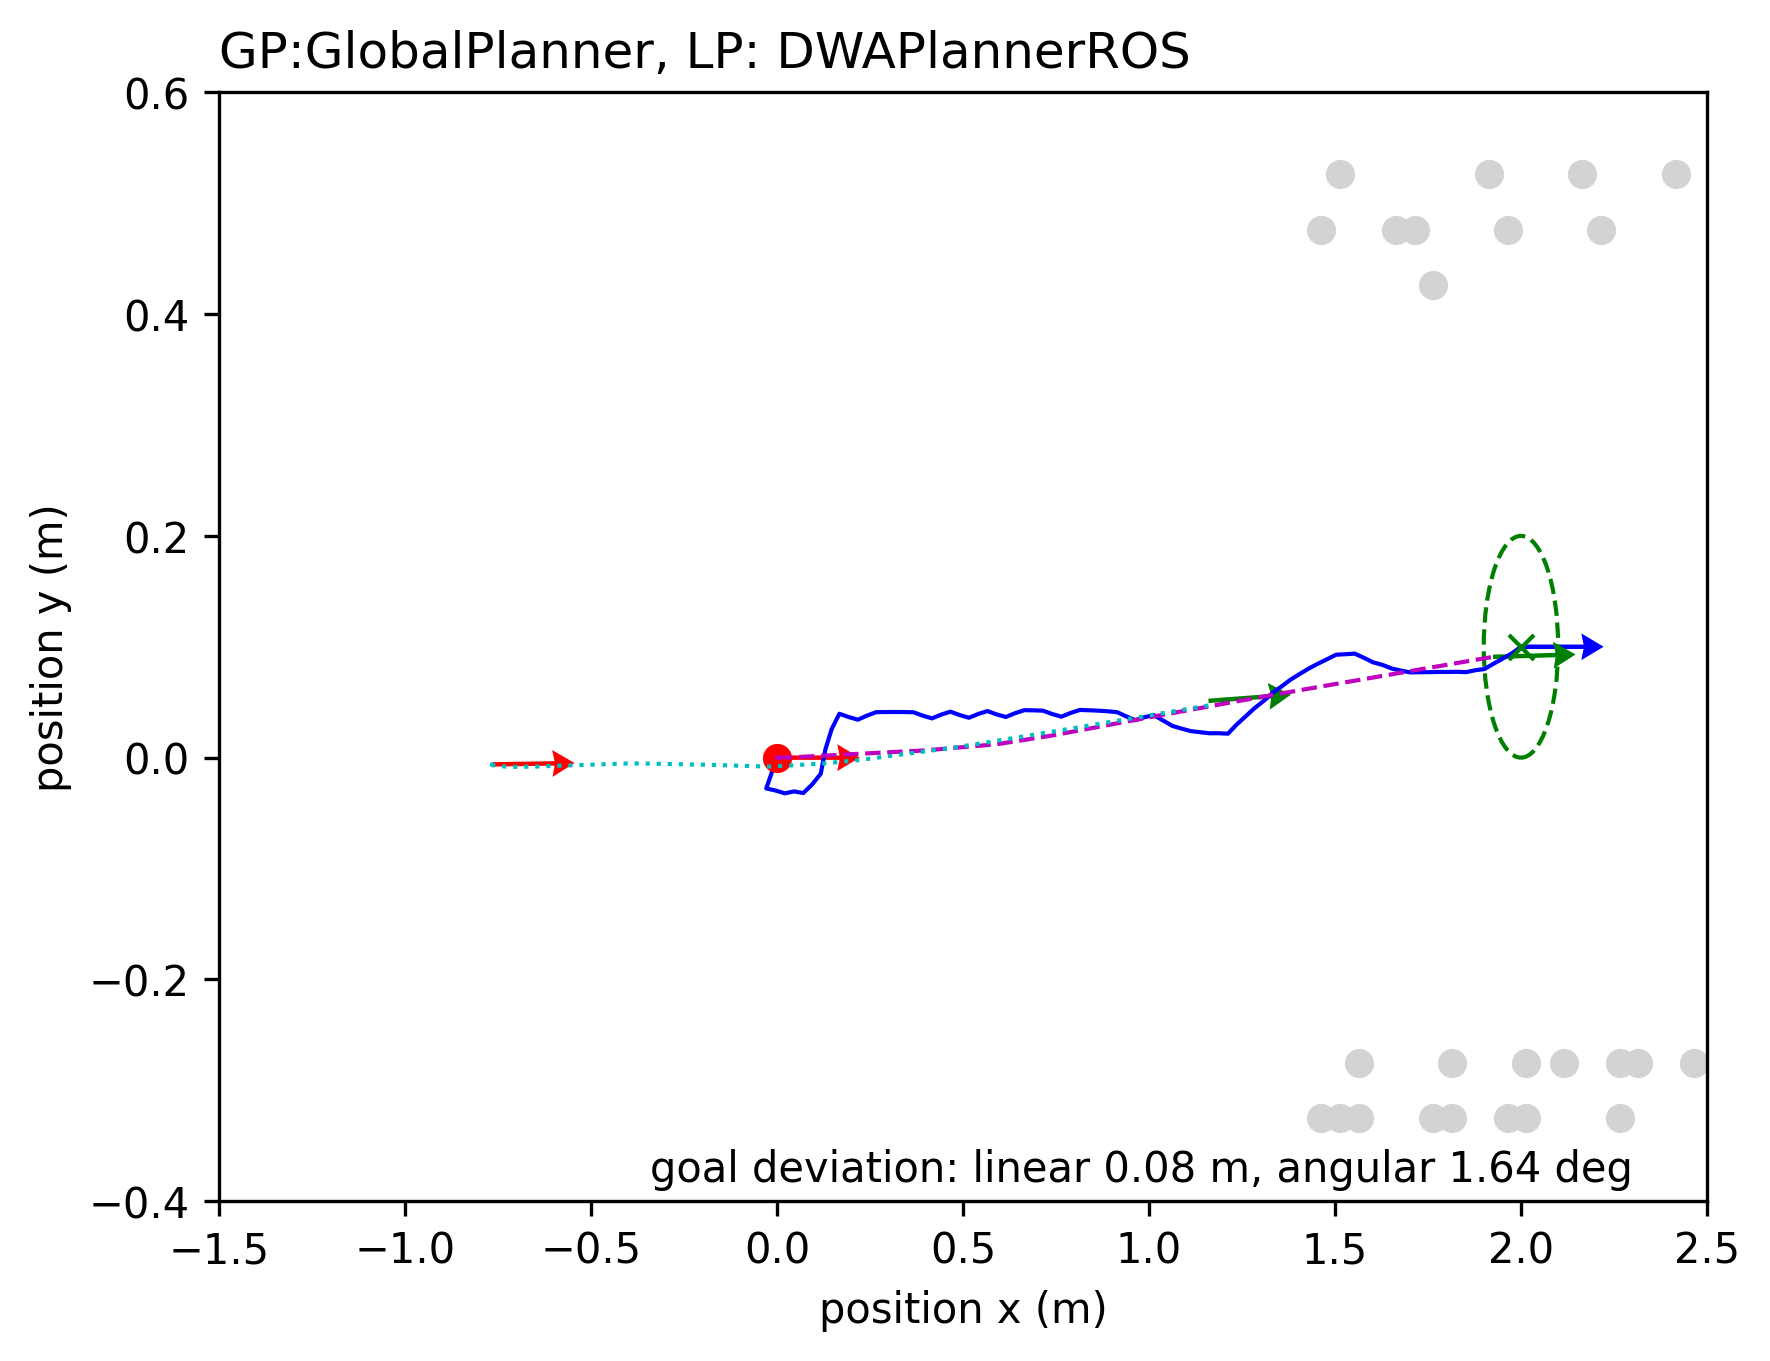 GP:GlobalPlanner, LP: DWAPlannerROS
0.6
0.4
0.2
0.0
−0.2
−0.4
position y (m)
goal deviation: linear 0.08 m, angular 1.64 deg
−1.5 −1.0 −0.5 0.0 0.5 1.0 1.5 2.0 2.5
position x (m)